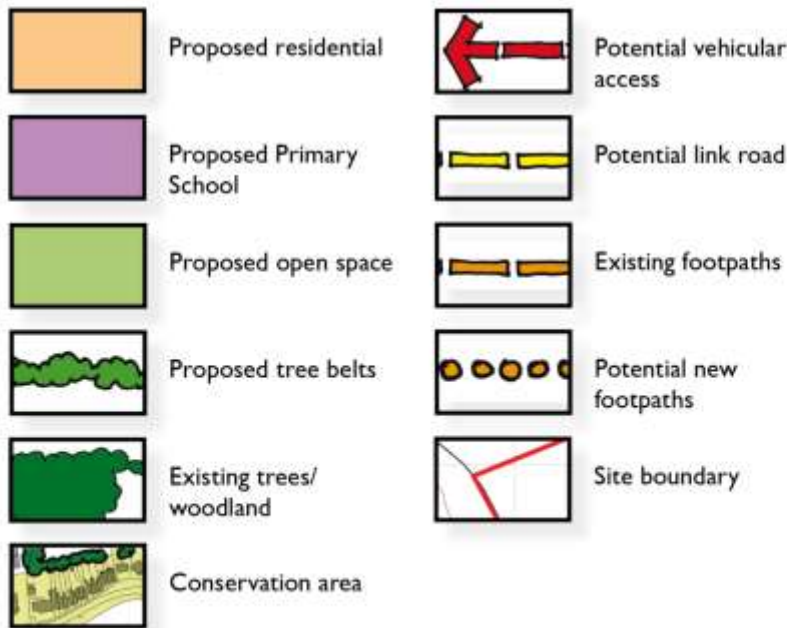 Proposed residential
Proposed Primary
School
Proposed open space
Proposed tree belts
Existing trees/
woodland
Conservation area
Potential vehicular
access
Potential link road
Existing footpaths
Potential new
footpaths
Site boundary